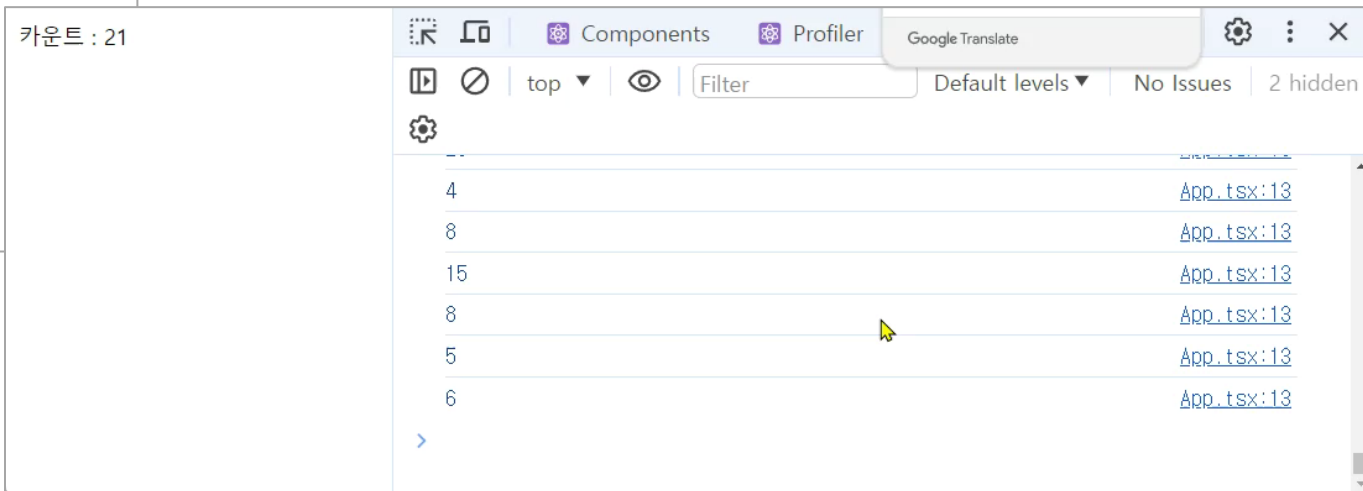 카운트 : 21
Components
Profiler
Google Translate
top
Filter
Default levels
No Issues
2 hidden
4 App.tsx:13
8 App.tsx:13
15 App.tsx:13
8 App.tsx:13
5 App.tsx:13
6 App.tsx:13